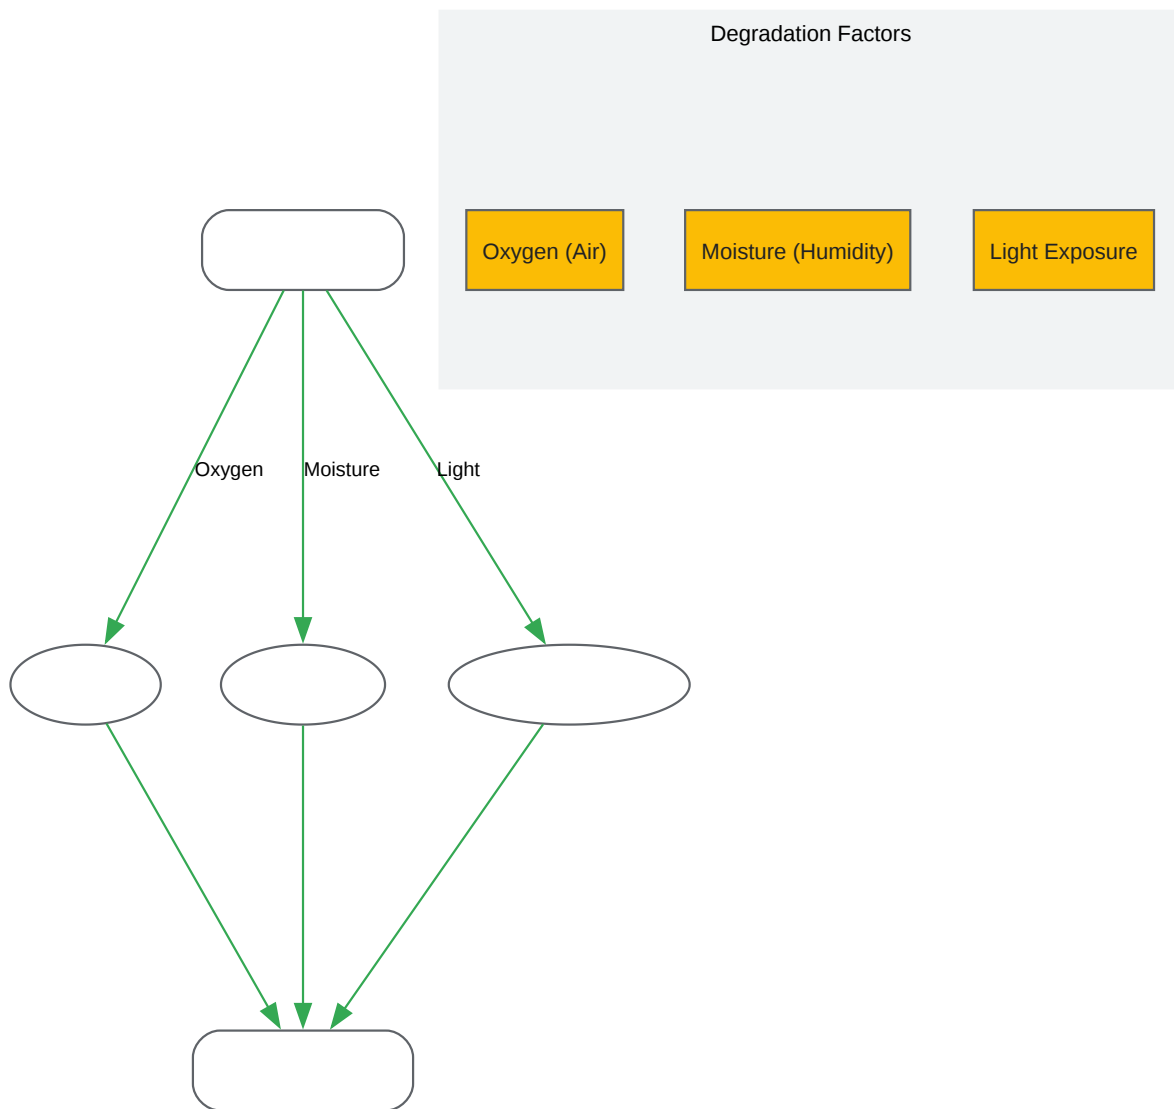 Degradation Factors
Oxygen (Air)
Moisture (Humidity)
Light Exposure
Oxygen
Moisture
Light